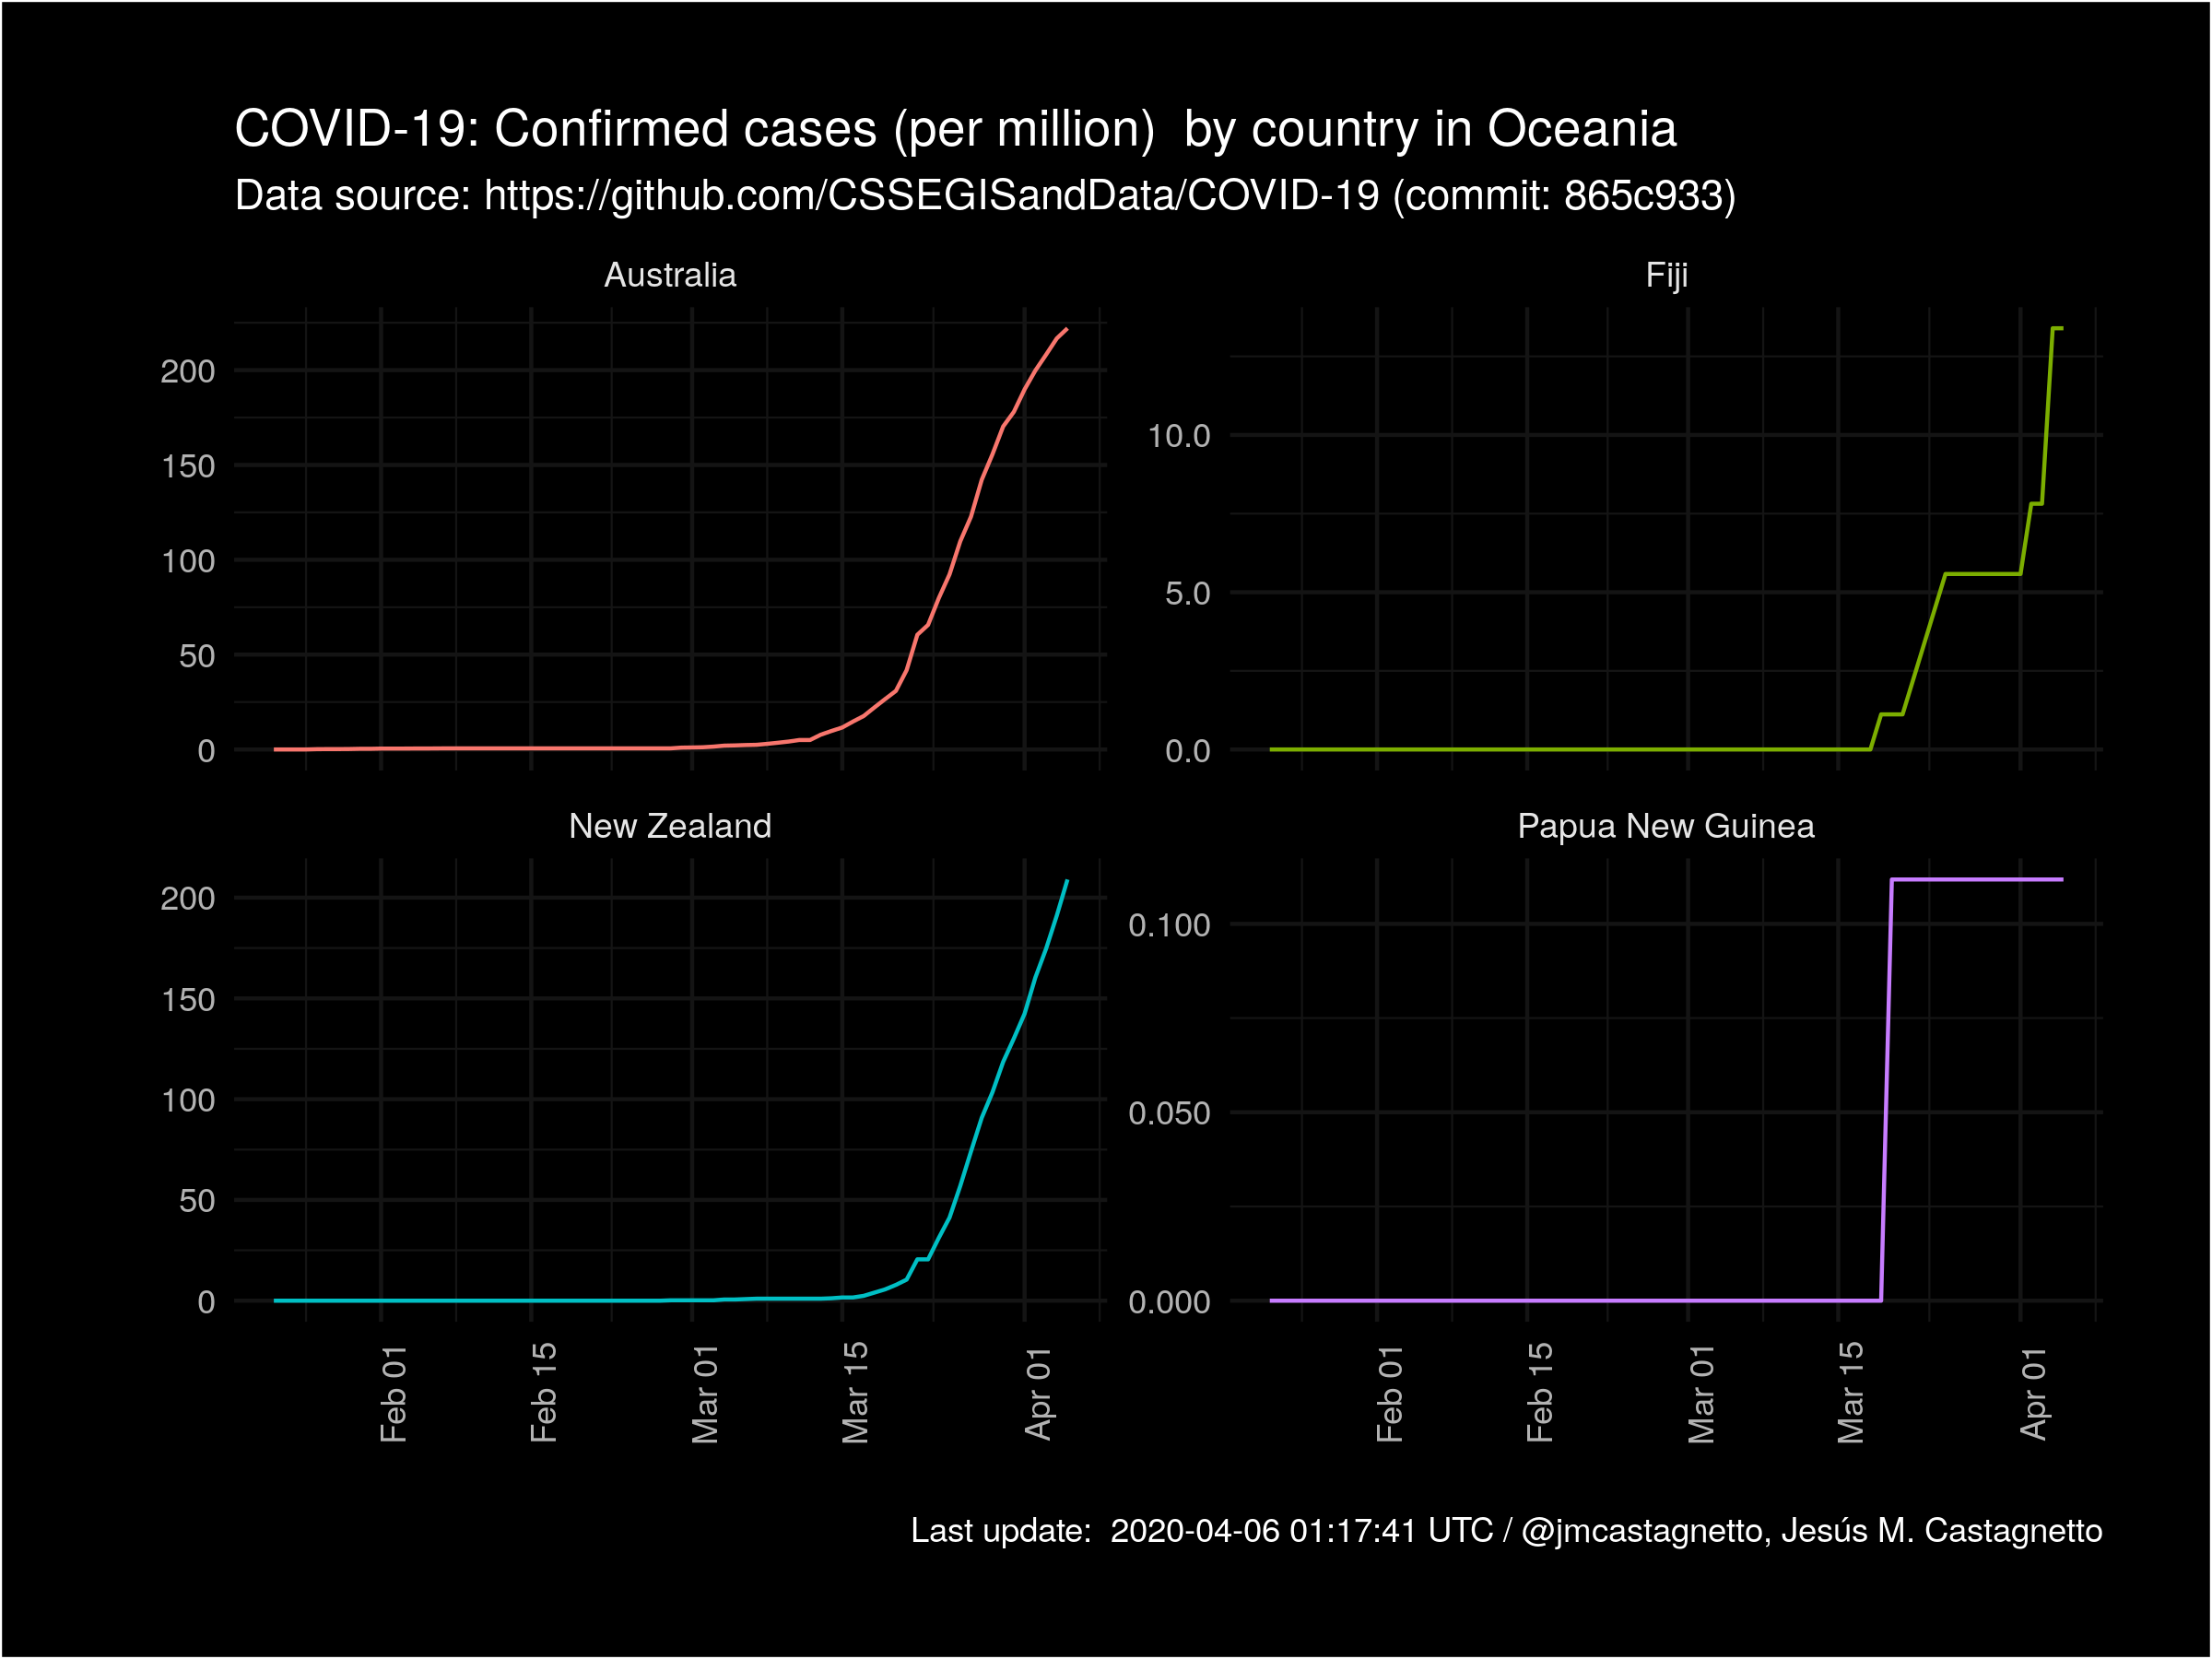 COVID-19: Confirmed cases (per million)  by country in Oceania
Data source: https://github.com/CSSEGISandData/COVID-19 (commit: 865c933)
Australia
Fiji
200
150
100
50
0
10.0
5.0
0.0
New Zealand
Papua New Guinea
200
150
100
50
0
0.100
0.050
0.000
Feb 01
Feb 15
Mar 01
Mar 15
Apr 01
Feb 01
Feb 15
Mar 01
Mar 15
Apr 01
Last update:  2020-04-06 01:17:41 UTC / @jmcastagnetto, Jesús M. Castagnetto